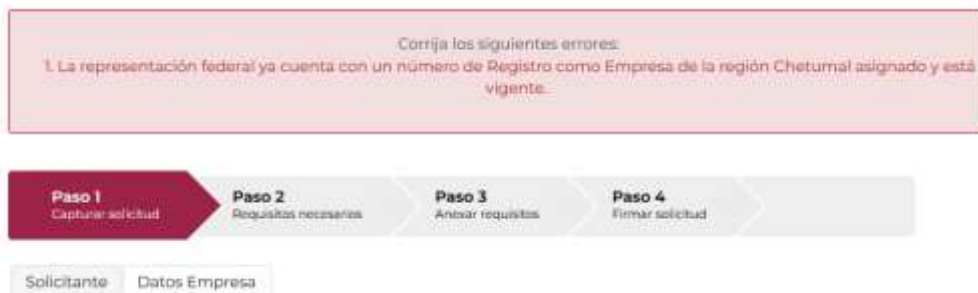 Corrija los siguientes errores:
1. La representación federal ya cuenta con un número de Registro como Empresa de la región Chetumal asignado y está
vigente.
Paso 1
Capturar solicitud
Paso 2
Requisitos necesarios
Paso 3
Anexar requisitos
Paso 4
Firmar solicitud
Solicitante Datos Empresa